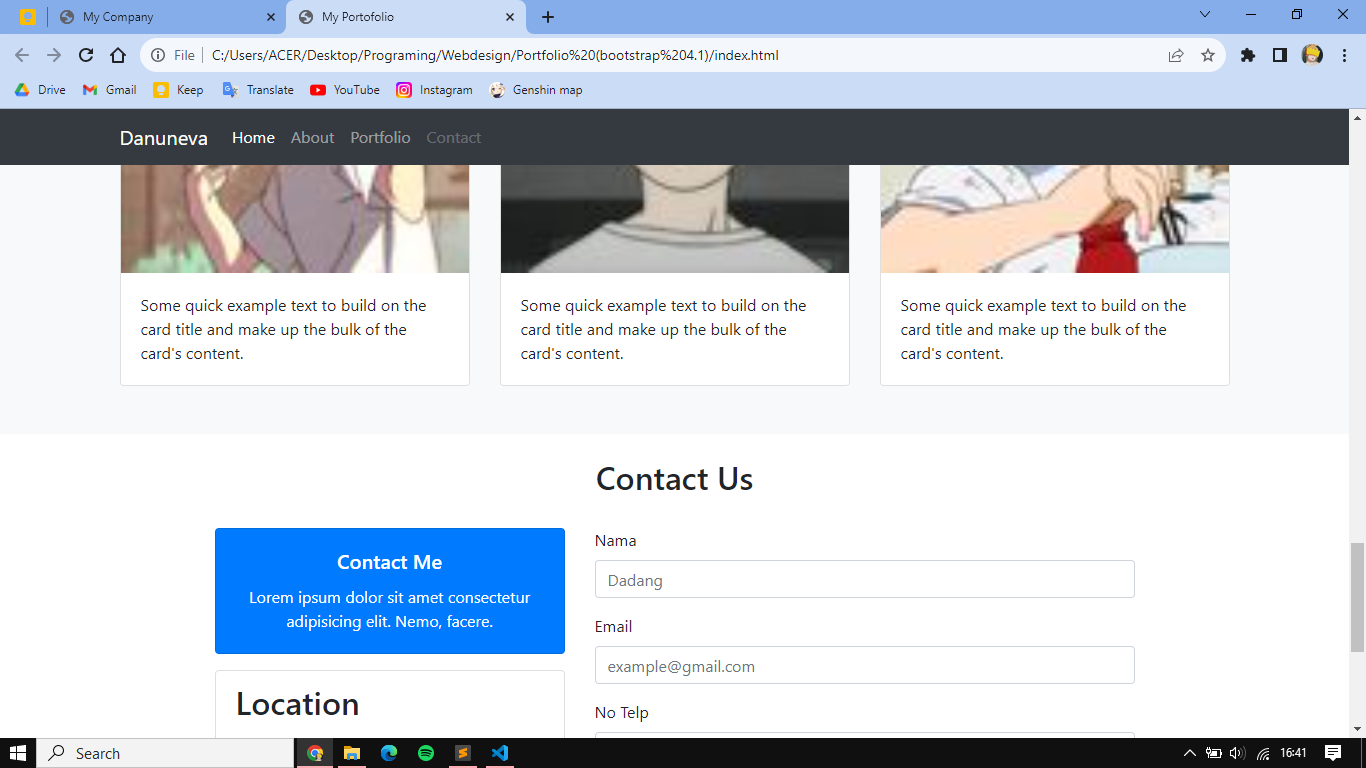 My Company
My Portofolio
File
C:/Users/ACER/Desktop/Programing/Webdesign/Portfolio%20(bootstrap%204.1)/index.html
Drive
Gmail
Keep
Translate
YouTube
Instagram
Genshin map
Danuneva
Home
About
Portfolio
Contact
Some quick example text to build on the
card title and make up the bulk of the
card's content.
Some quick example text to build on the
card title and make up the bulk of the
card's content.
Some quick example text to build on the
card title and make up the bulk of the
card's content.
Contact Us
Contact Me
Lorem ipsum dolor sit amet consectetur
adipisicing elit. Nemo, facere.
Location
Nama
Dadang
Email
example@gmail.com
No Telp
Search
16:41